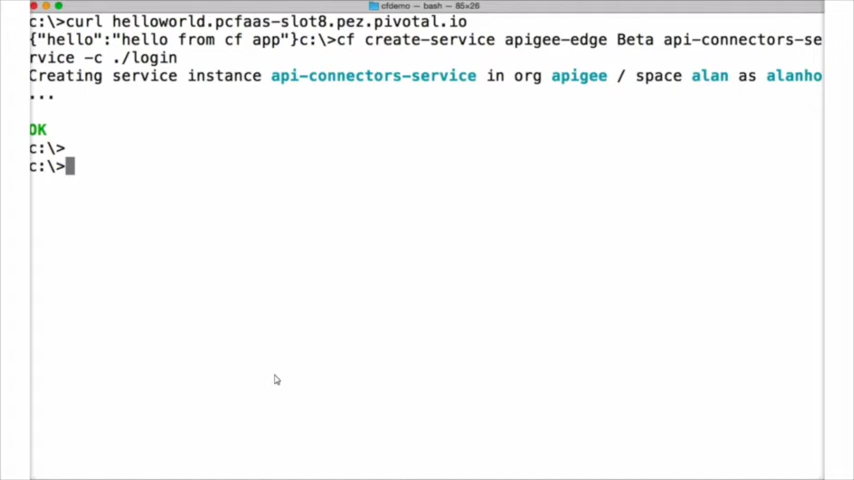 cfdemo — bash — 85×26
c:\>curl helloworld.pcfaas-slot8.pez.pivotal.io
{"hello":"hello from cf app"}c:\>cf create-service apigee-edge Beta api-connectors-se
rvice -c ./login
Creating service instance api-connectors-service in org apigee / space alan as alanho
...
OK
c:\>
c:\>